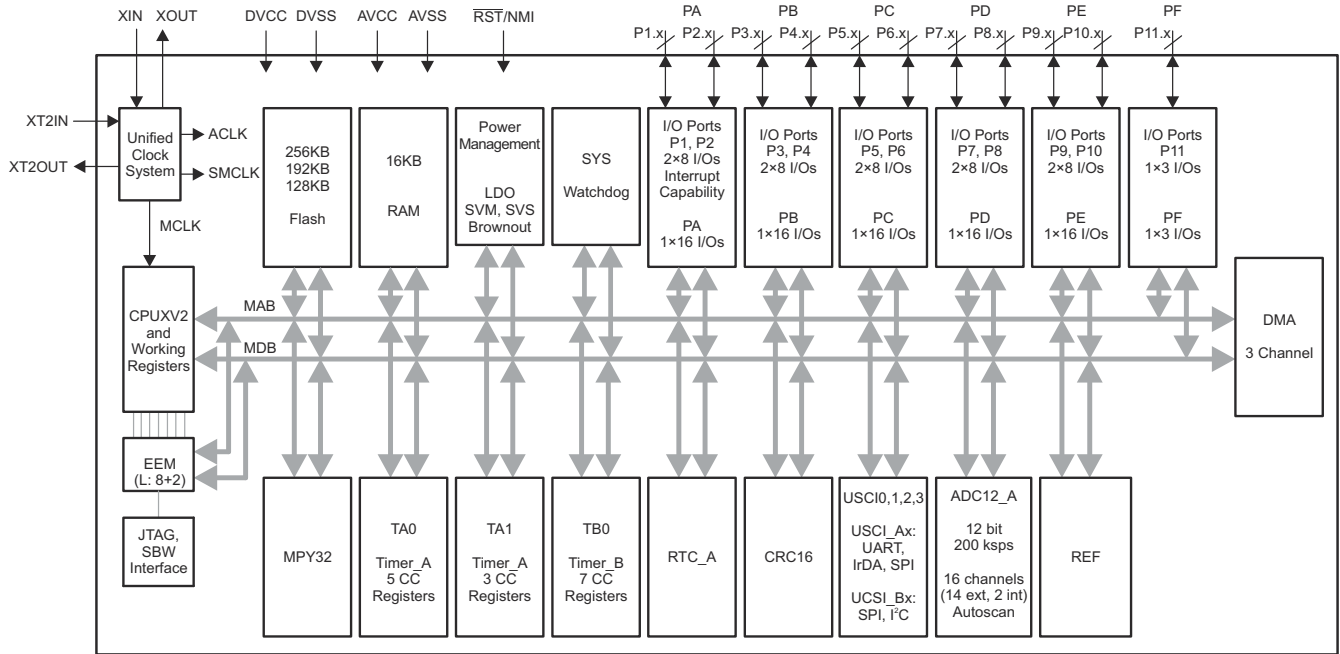 XIN XOUT DVCC DVSS AVCC AVSS RST/NMI
PA PB PC PD PE PF
P1.x P2.x P3.x P4.x P5.x P6.x P7.x P8.x P9.x P10.x P11.x
XT2IN
XT2OUT
Unified
Clock
System
ACLK
SMCLK
MCLK
256KB
192KB
128KB
Flash
16KB
RAM
Power
Management
LDO
SVM, SVS
Brownout
SYS
Watchdog
I/O Ports
P1, P2
2×8 I/Os
Interrupt
Capability
PA
1×16 I/Os
I/O Ports
P3, P4
2×8 I/Os
PB
1×16 I/Os
I/O Ports
P5, P6
2×8 I/Os
PC
1×16 I/Os
I/O Ports
P7, P8
2×8 I/Os
PD
1×16 I/Os
I/O Ports
P9, P10
2×8 I/Os
PE
1×16 I/Os
I/O Ports
P11
1×3 I/Os
PF
1×3 I/Os
CPUXV2
and
Working
Registers
MAB
MDB
DMA
3 Channel
EEM
(L: 8+2)
JTAG,
SBW
Interface
MPY32
TA0
Timer_A
5 CC
Registers
TA1
Timer_A
3 CC
Registers
TB0
Timer_B
7 CC
Registers
RTC_A
CRC16
USCI0,1,2,3
USCI_Ax:
UART,
IrDA, SPI
UCSI_Bx:
SPI, I²C
ADC12_A
12 bit
200 ksps
16 channels
(14 ext, 2 int)
Autoscan
REF